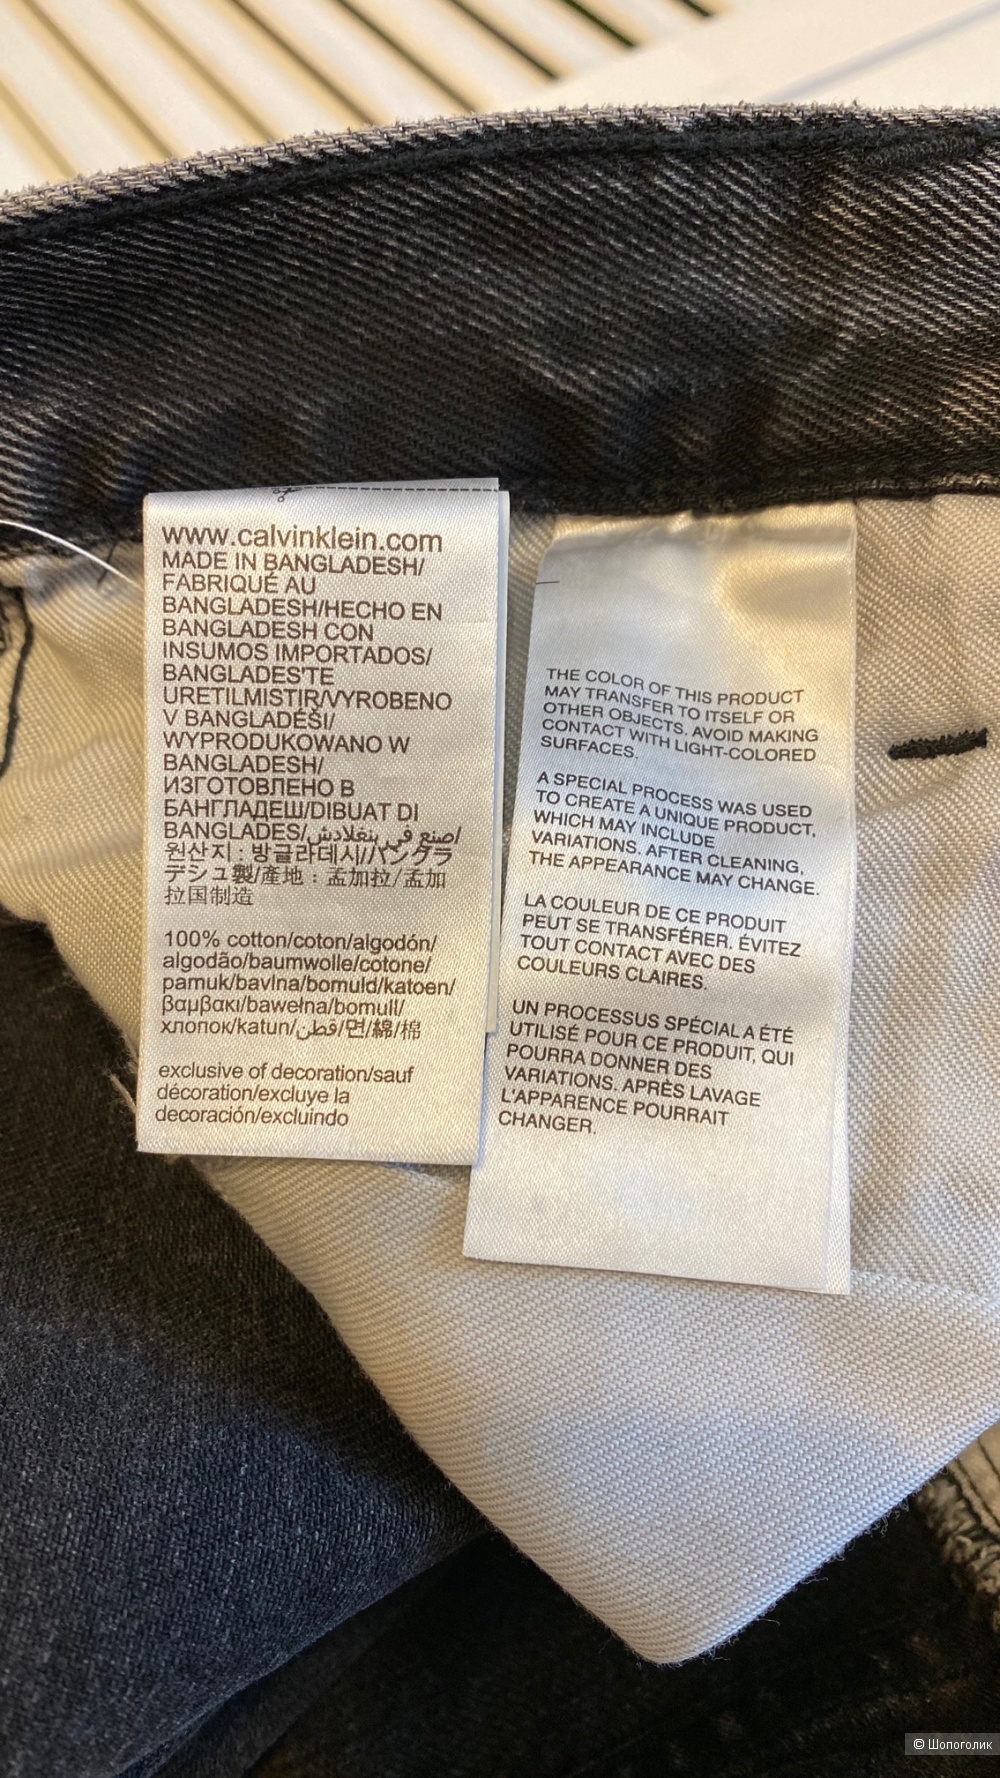 www.calvinklein.com
MADE IN BANGLADESH/
FABRIQUÉ AU
BANGLADESH/HECHO EN
BANGLADESH CON
INSUMOS IMPORTADOS/
BANGLADES'TE
URETILMISTIR/VYROBENO
V BANGLADÉŠI/
WYPRODUKOWANO W
BANGLADESH/
ИЗГОТОВЛЕНО В
БАНГЛАДЕШ/DIBUAT DI
BANGLADES/صنع في بنغلاديش/
원산지 : 방글라데시//バングラ
デシュ製/產地 : 孟加拉/孟加
拉国制造
100% cotton/coton/algodón/
algodão/baumwolle/cotone/
pamuk/bavlna/bomuld/katoen/
βαμβακι/bawełna/bomull/
хлопок/katun/قطن/면/綿/棉
exclusive of decoration/sauf
décoration/excluye la
decoración/excluindo
THE COLOR OF THIS PRODUCT
MAY TRANSFER TO ITSELF OR
OTHER OBJECTS. AVOID MAKING
CONTACT WITH LIGHT-COLORED
SURFACES.
A SPECIAL PROCESS WAS USED
TO CREATE A UNIQUE PRODUCT,
WHICH MAY INCLUDE
VARIATIONS. AFTER CLEANING,
THE APPEARANCE MAY CHANGE.
LA COULEUR DE CE PRODUIT
PEUT SE TRANSFÉRER. ÉVITEZ
TOUT CONTACT AVEC DES
COULEURS CLAIRES.
UN PROCESSUS SPÉCIAL A ÉTÉ
UTILISÉ POUR CE PRODUIT, QUI
POURRA DONNER DES
VARIATIONS. APRÈS LAVAGE
L'APPARENCE POURRAIT
CHANGER.
© Шопоголик